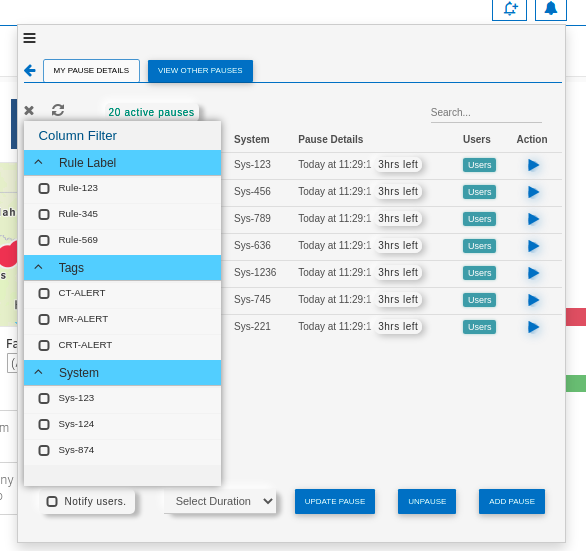 MY PAUSE DETAILS VIEW OTHER PAUSES
20 active pauses Search...
Column Filter
System Pause Details Users Action
Rule Label
Sys-123 Today at 11:29:1 3hrs left Users
Rule-123
Sys-456 Today at 11:29:1 3hrs left Users
Rule-345
Sys-789 Today at 11:29:1 3hrs left Users
Rule-569
Sys-636 Today at 11:29:1 3hrs left Users
Tags
Sys-1236 Today at 11:29:1 3hrs left Users
CT-ALERT
Sys-745 Today at 11:29:1 3hrs left Users
MR-ALERT
Sys-221 Today at 11:29:1 3hrs left Users
CRT-ALERT
System
Sys-123
Sys-124
Sys-874
Notify users. Select Duration UPDATE PAUSE UNPAUSE ADD PAUSE